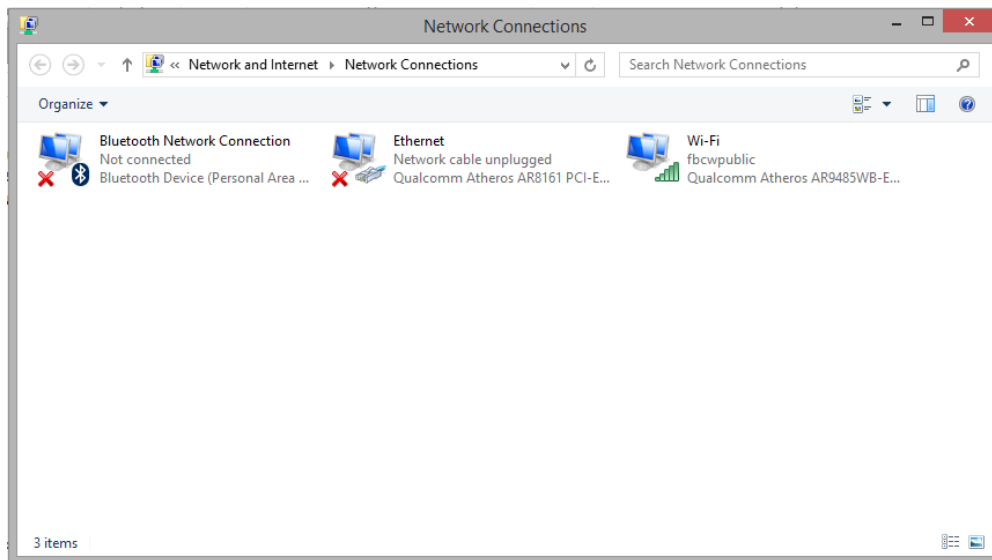 Network Connections
« Network and Internet Network Connections
Search Network Connections
Organize
Bluetooth Network Connection
Not connected
Bluetooth Device (Personal Area ...
Ethernet
Network cable unplugged
Qualcomm Atheros AR8161 PCI-E...
Wi-Fi
fbcwpublic
Qualcomm Atheros AR9485WB-E...
3 items